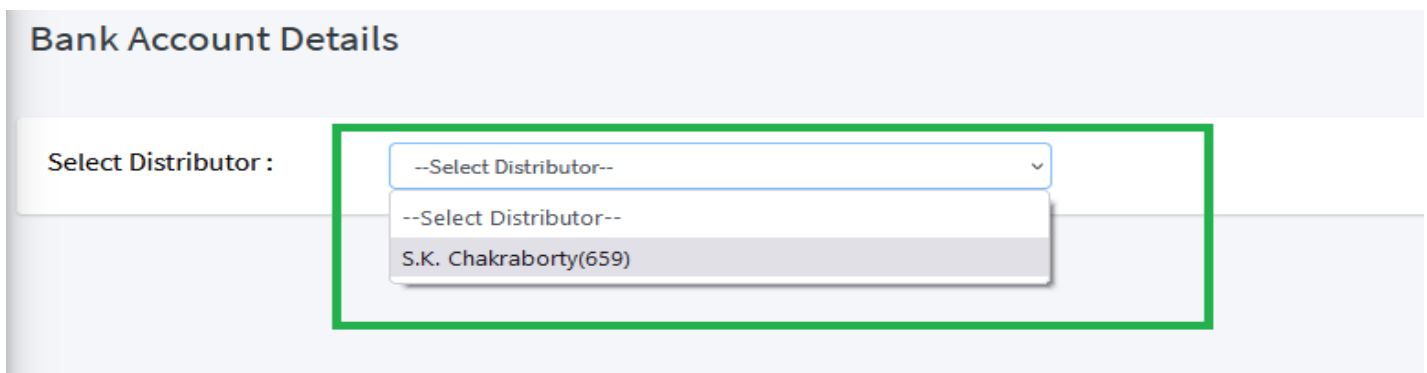 Bank Account Details
Select Distributor :
--Select Distributor--
--Select Distributor--
S.K. Chakraborty(659)